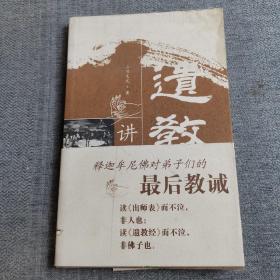 遺教
讲
释迦牟尼佛对弟子们的
最后教诫
读《出师表》而不泣，
非人也；
读《遗教经》而不泣，
非佛子也。